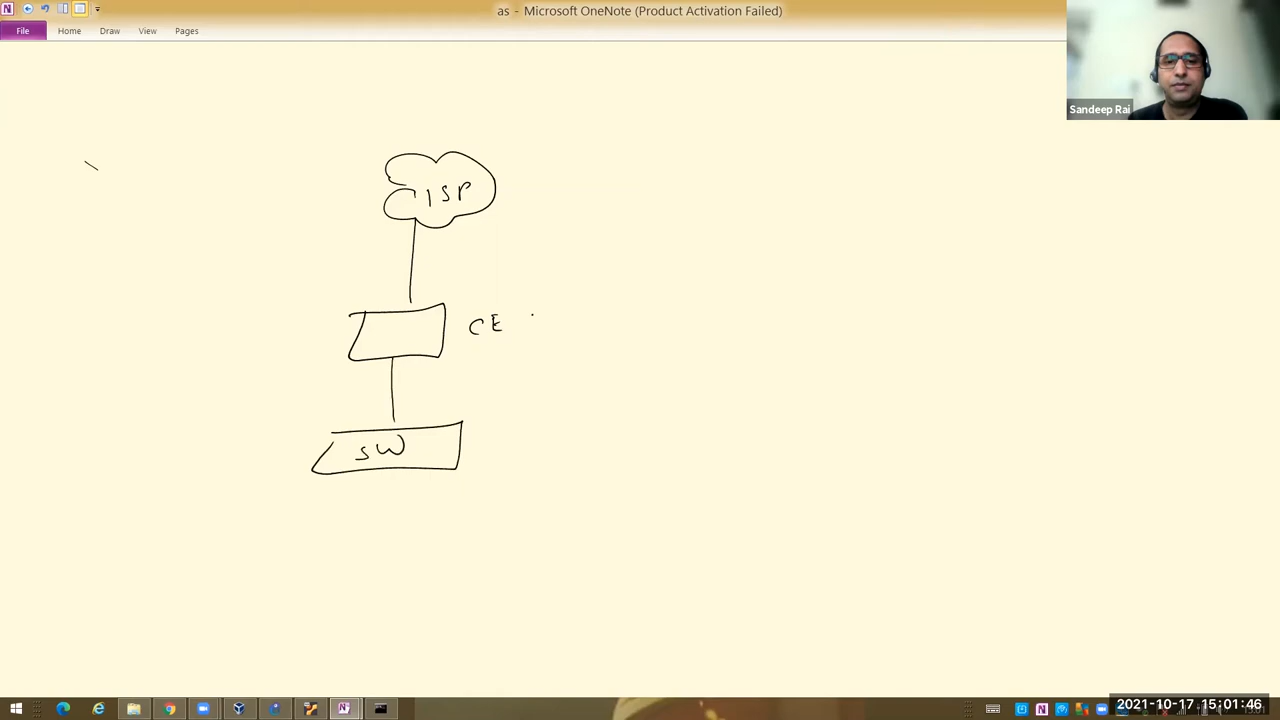 as - Microsoft OneNote (Product Activation Failed)
File Home Draw View Pages
Sandeep Rai
ISP
CE
SW
2021-10-17 15:01:46